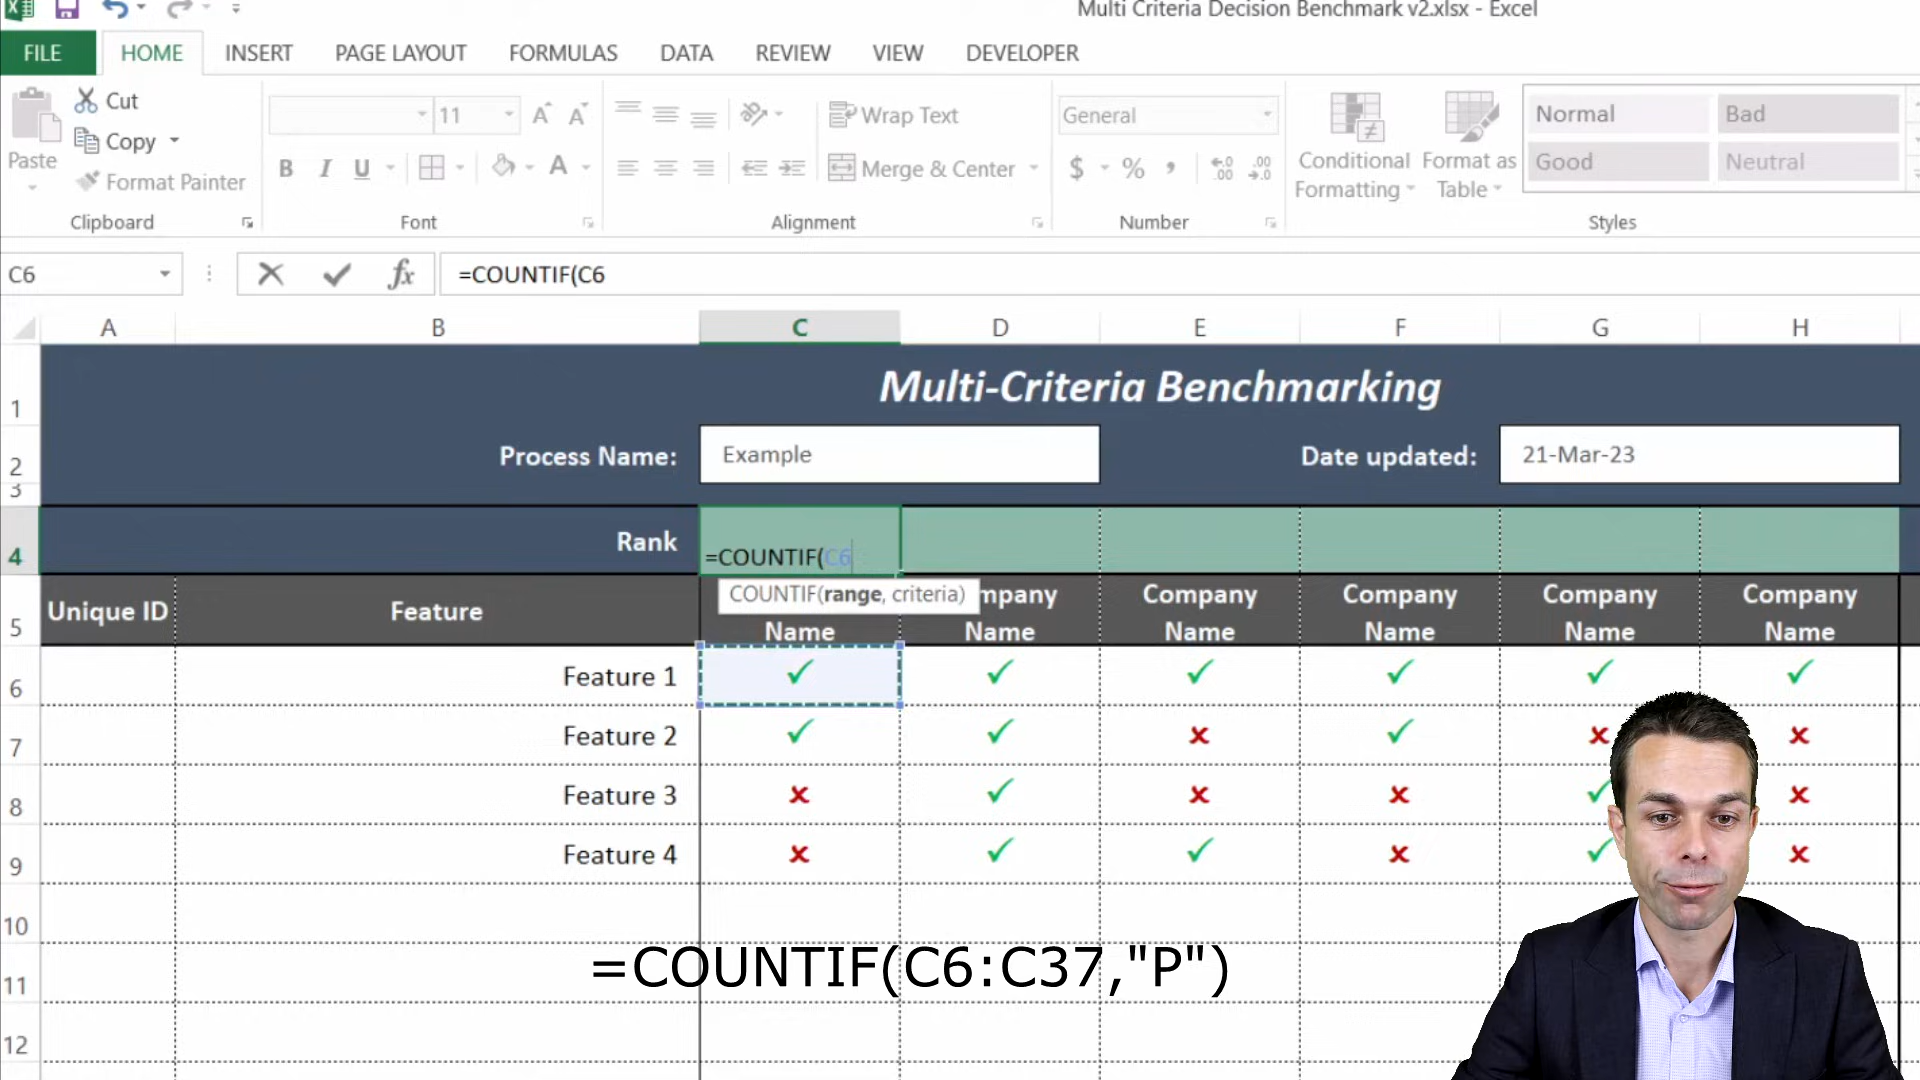 Multi Criteria Decision Benchmark v2.xlsx - Excel
FILE HOME INSERT PAGE LAYOUT FORMULAS DATA REVIEW VIEW DEVELOPER
Cut
Copy
Paste
Format Painter
Clipboard
11
B I U
A
Font
Wrap Text
Merge & Center
Alignment
General
$ % ,
Number
Conditional Formatting
Format as Table
Normal Bad
Good Neutral
Styles
C6 fx =COUNTIF(C6
A B C D E F G H
1 Multi-Criteria Benchmarking
2 Process Name: Example Date updated: 21-Mar-23
3
4 Rank =COUNTIF(C6
COUNTIF(range, criteria)
5 Unique ID Feature Name mpany Name Company Name Company Name Company Name Company Name
6 Feature 1 ✓ ✓ ✓ ✓ ✓ ✓
7 Feature 2 ✓ ✓ ✗ ✓ ✗ ✗
8 Feature 3 ✗ ✓ ✗ ✗ ✓ ✗
9 Feature 4 ✗ ✓ ✓ ✗ ✓ ✗
10
=COUNTIF(C6:C37,"P")
11
12